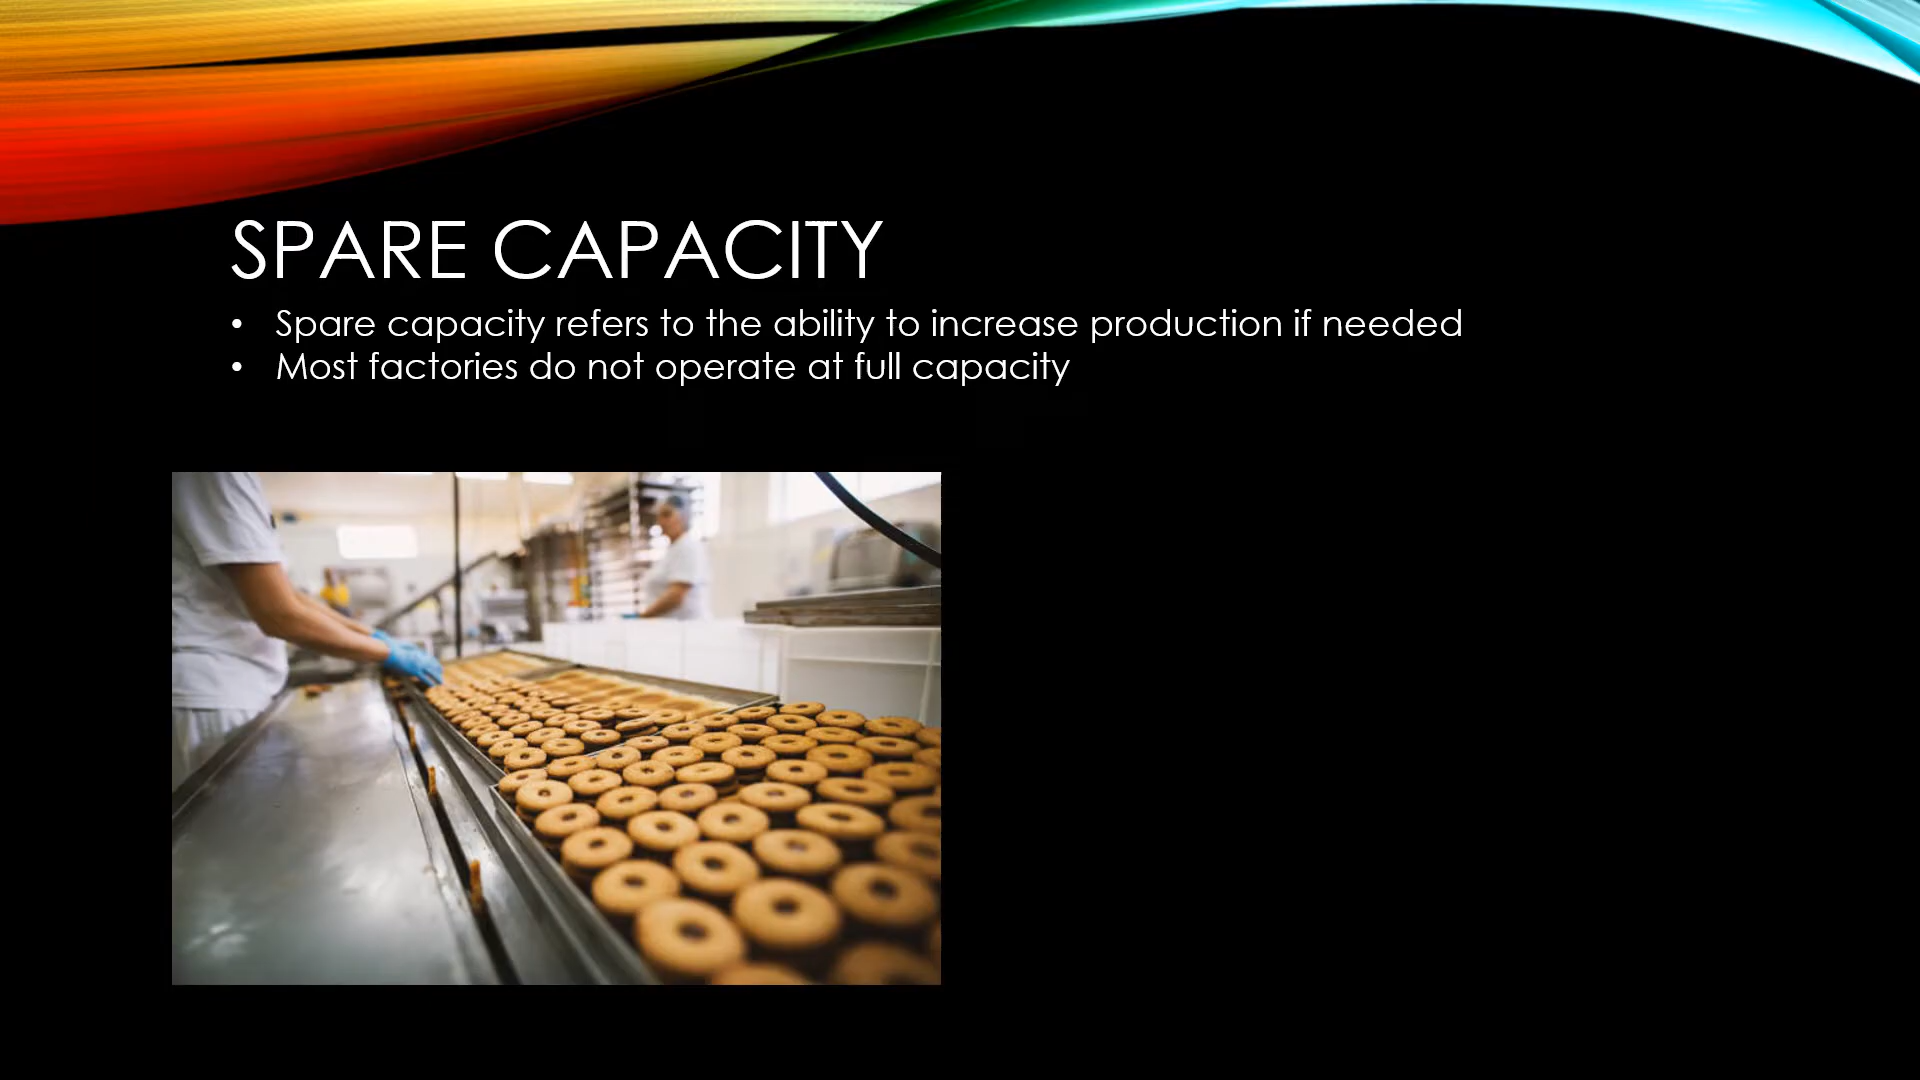 SPARE CAPACITY
• Spare capacity refers to the ability to increase production if needed
• Most factories do not operate at full capacity